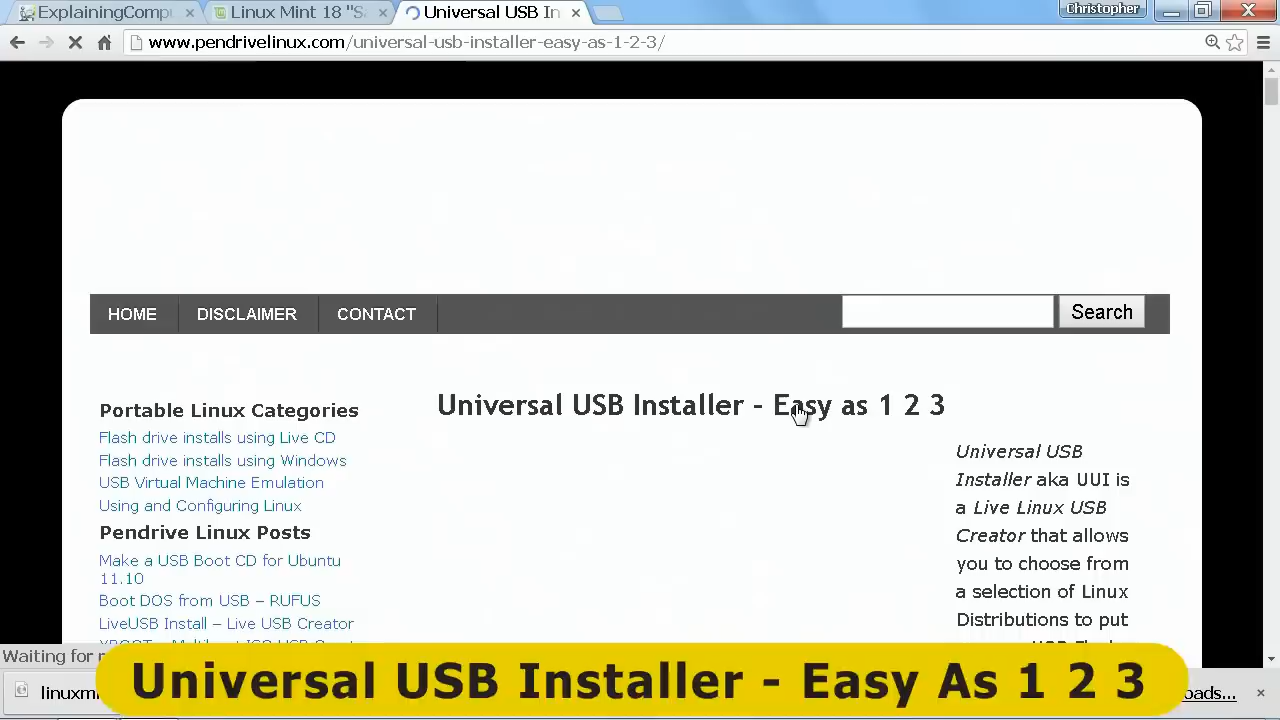 ExplainingCompu
Linux Mint 18 "S
Universal USB In
Christopher
www.pendrivelinux.com/universal-usb-installer-easy-as-1-2-3/
HOME
DISCLAIMER
CONTACT
Search
Portable Linux Categories
Flash drive installs using Live CD
Flash drive installs using Windows
USB Virtual Machine Emulation
Using and Configuring Linux
Pendrive Linux Posts
Make a USB Boot CD for Ubuntu
11.10
Boot DOS from USB – RUFUS
LiveUSB Install – Live USB Creator
Universal USB Installer – Easy as 1 2 3
Universal USB
Installer aka UUI is
a Live Linux USB
Creator that allows
you to choose from
a selection of Linux
Distributions to put
Waiting for
linuxm
Universal USB Installer - Easy As 1 2 3
oads...